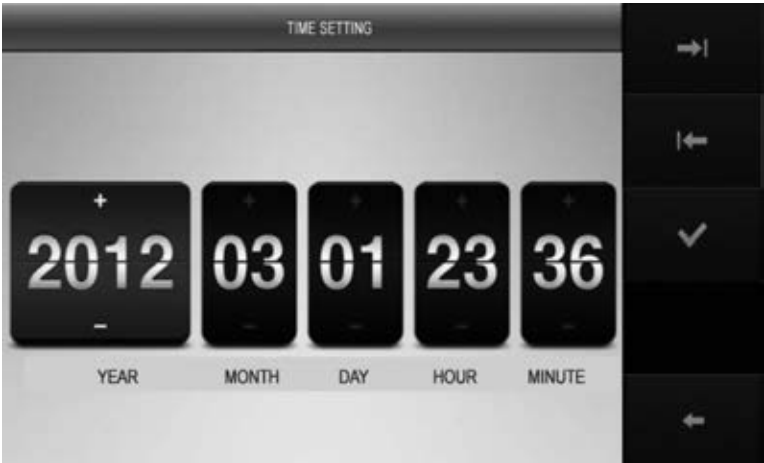 TIME SETTING
+ + + + +
2012 03 01 23 36
- - - - -
YEAR MONTH DAY HOUR MINUTE